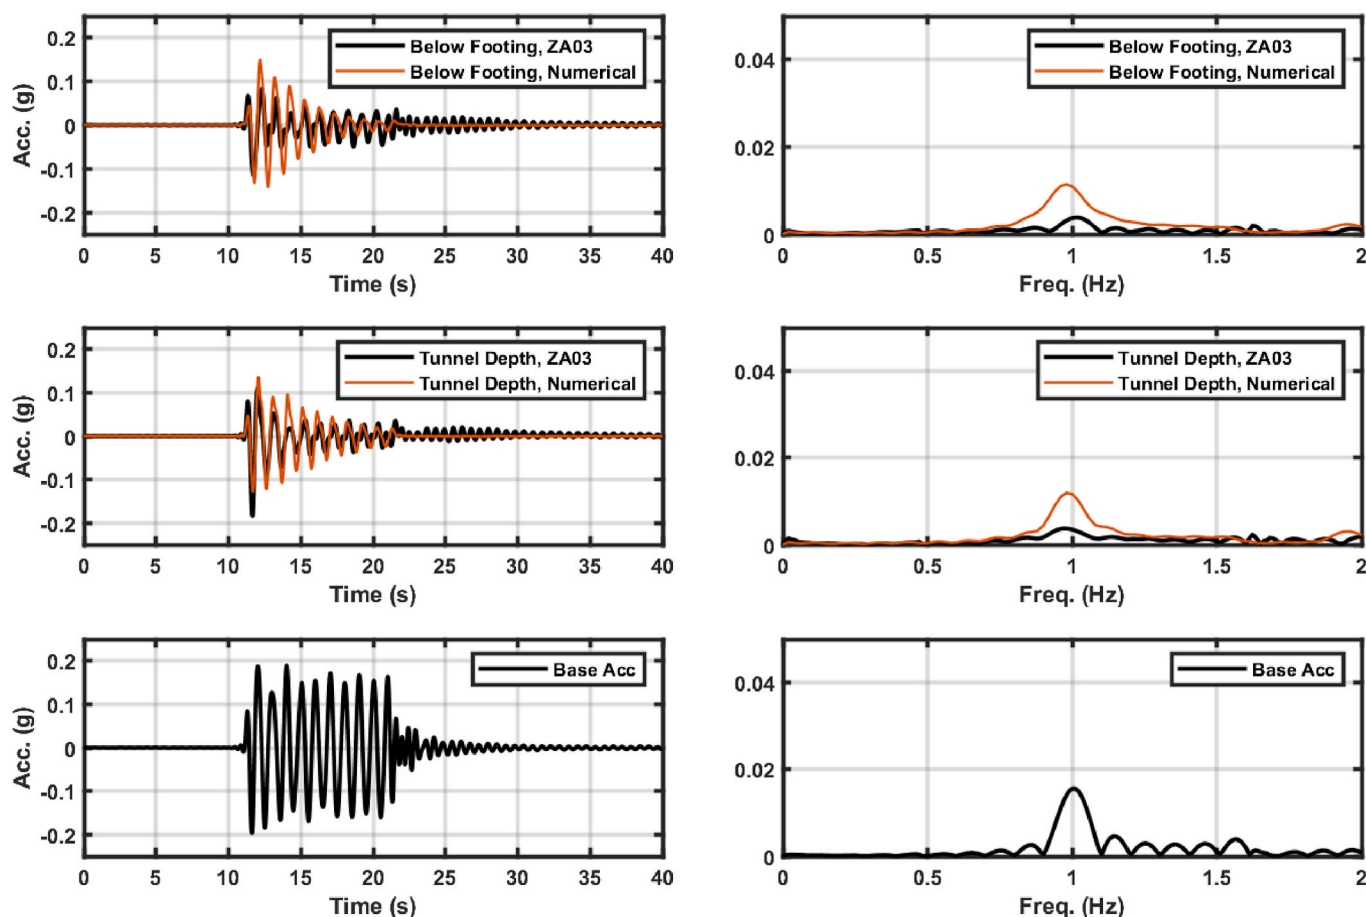 0.2
0.1
0
-0.1
-0.2
Acc. (g)
Below Footing, ZA03
Below Footing, Numerical
0 5 10 15 20 25 30 35 40
Time (s)
0.04
0.02
0
Below Footing, ZA03
Below Footing, Numerical
0 0.5 1 1.5 2
Freq. (Hz)
0.2
0.1
0
-0.1
-0.2
Acc. (g)
Tunnel Depth, ZA03
Tunnel Depth, Numerical
0 5 10 15 20 25 30 35 40
Time (s)
0.04
0.02
0
Tunnel Depth, ZA03
Tunnel Depth, Numerical
0 0.5 1 1.5 2
Freq. (Hz)
0.2
0.1
0
-0.1
-0.2
Acc. (g)
Base Acc
0 5 10 15 20 25 30 35 40
Time (s)
0.04
0.02
0
Base Acc
0 0.5 1 1.5 2
Freq. (Hz)